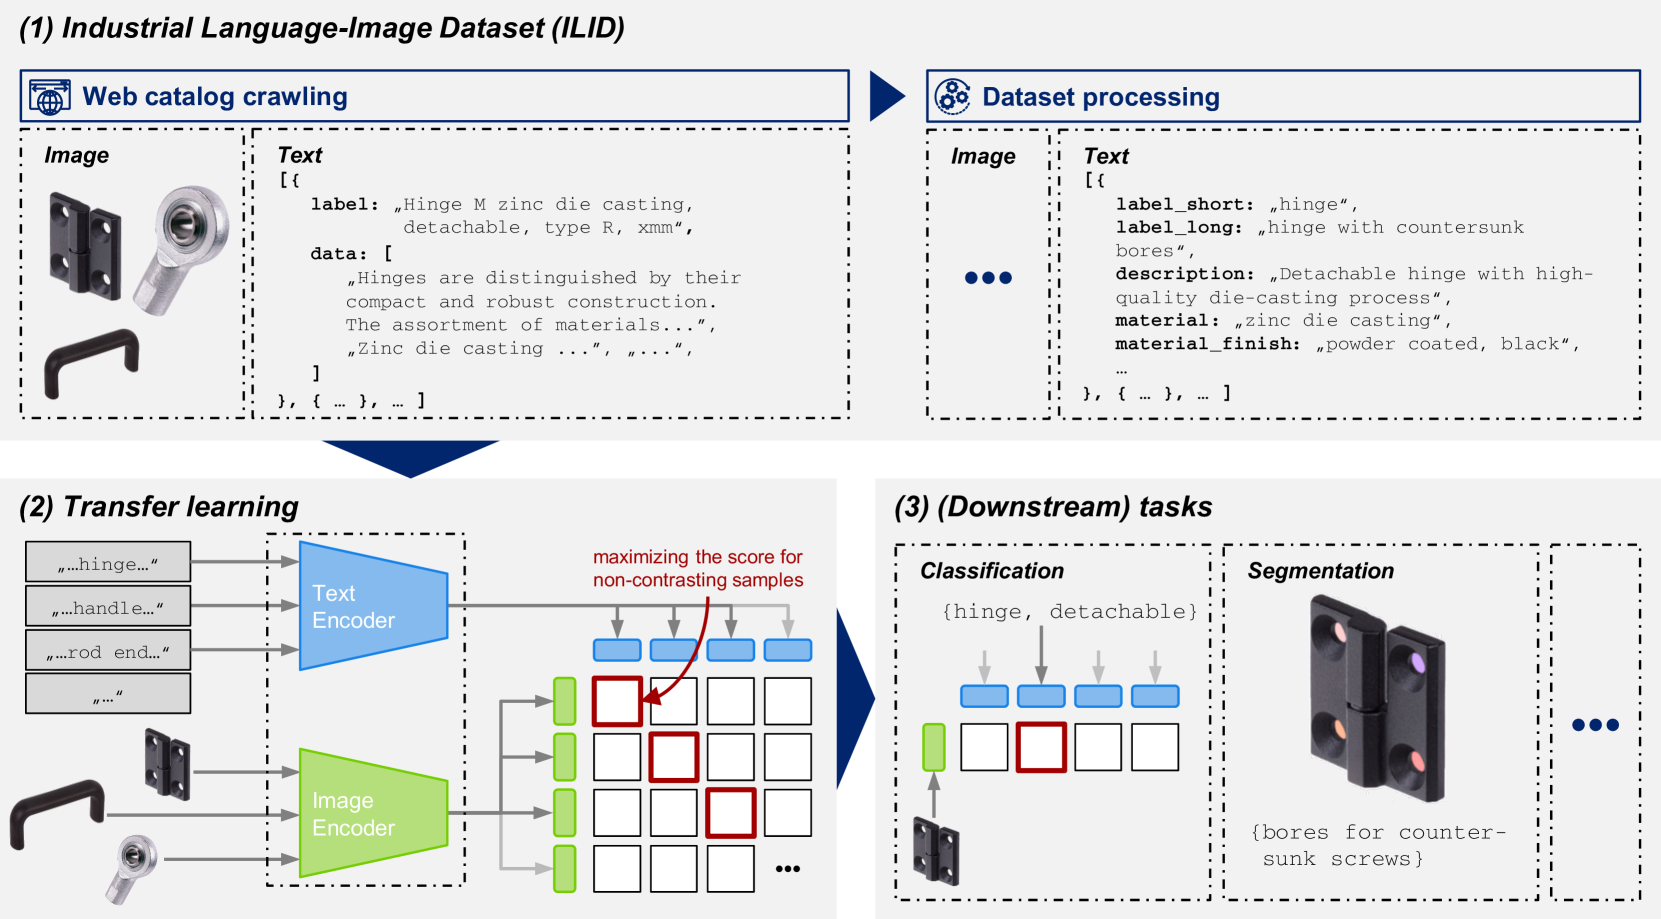 (1) Industrial Language-Image Dataset (ILID)
Web catalog crawling
Image
Text
[{
label: „Hinge M zinc die casting,
detachable, type R, xmm“,
data: [
„Hinges are distinguished by their
compact and robust construction.
The assortment of materials...“,
„Zinc die casting ...“, „...“,
]
}, { … }, … ]
Dataset processing
Image
•••
Text
[{
label_short: „hinge“,
label_long: „hinge with countersunk
bores“,
description: „Detachable hinge with high-
quality die-casting process“,
material: „zinc die casting“,
material_finish: „powder coated, black“,
…
}, { … }, … ]
(2) Transfer learning
„…hinge…“
„…handle…“
„…rod end…“
„…“
Text
Encoder
Image
Encoder
maximizing the score for
non-contrasting samples
•••
(3) (Downstream) tasks
Classification
{hinge, detachable}
Segmentation
{bores for counter-
sunk screws}
•••